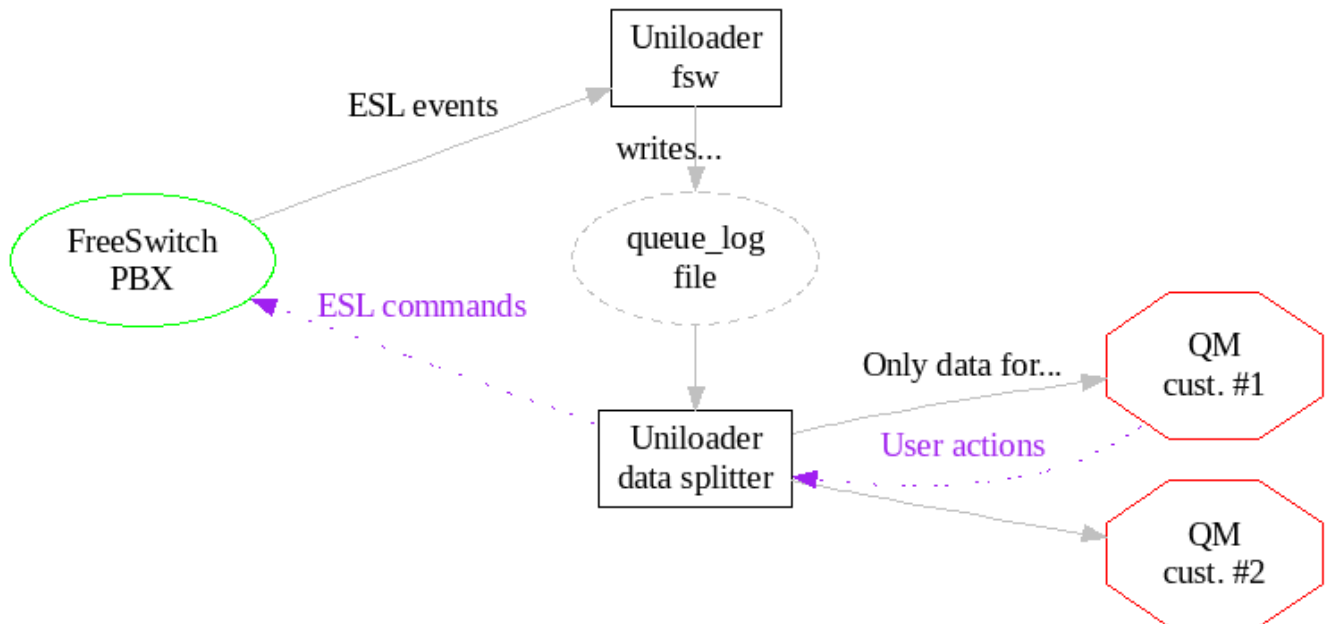 Uniloader
fsw
ESL events
writes...
FreeSwitch
PBX
queue_log
file
ESL commands
Only data for...
QM
cust. #1
Uniloader
data splitter
User actions
QM
cust. #2